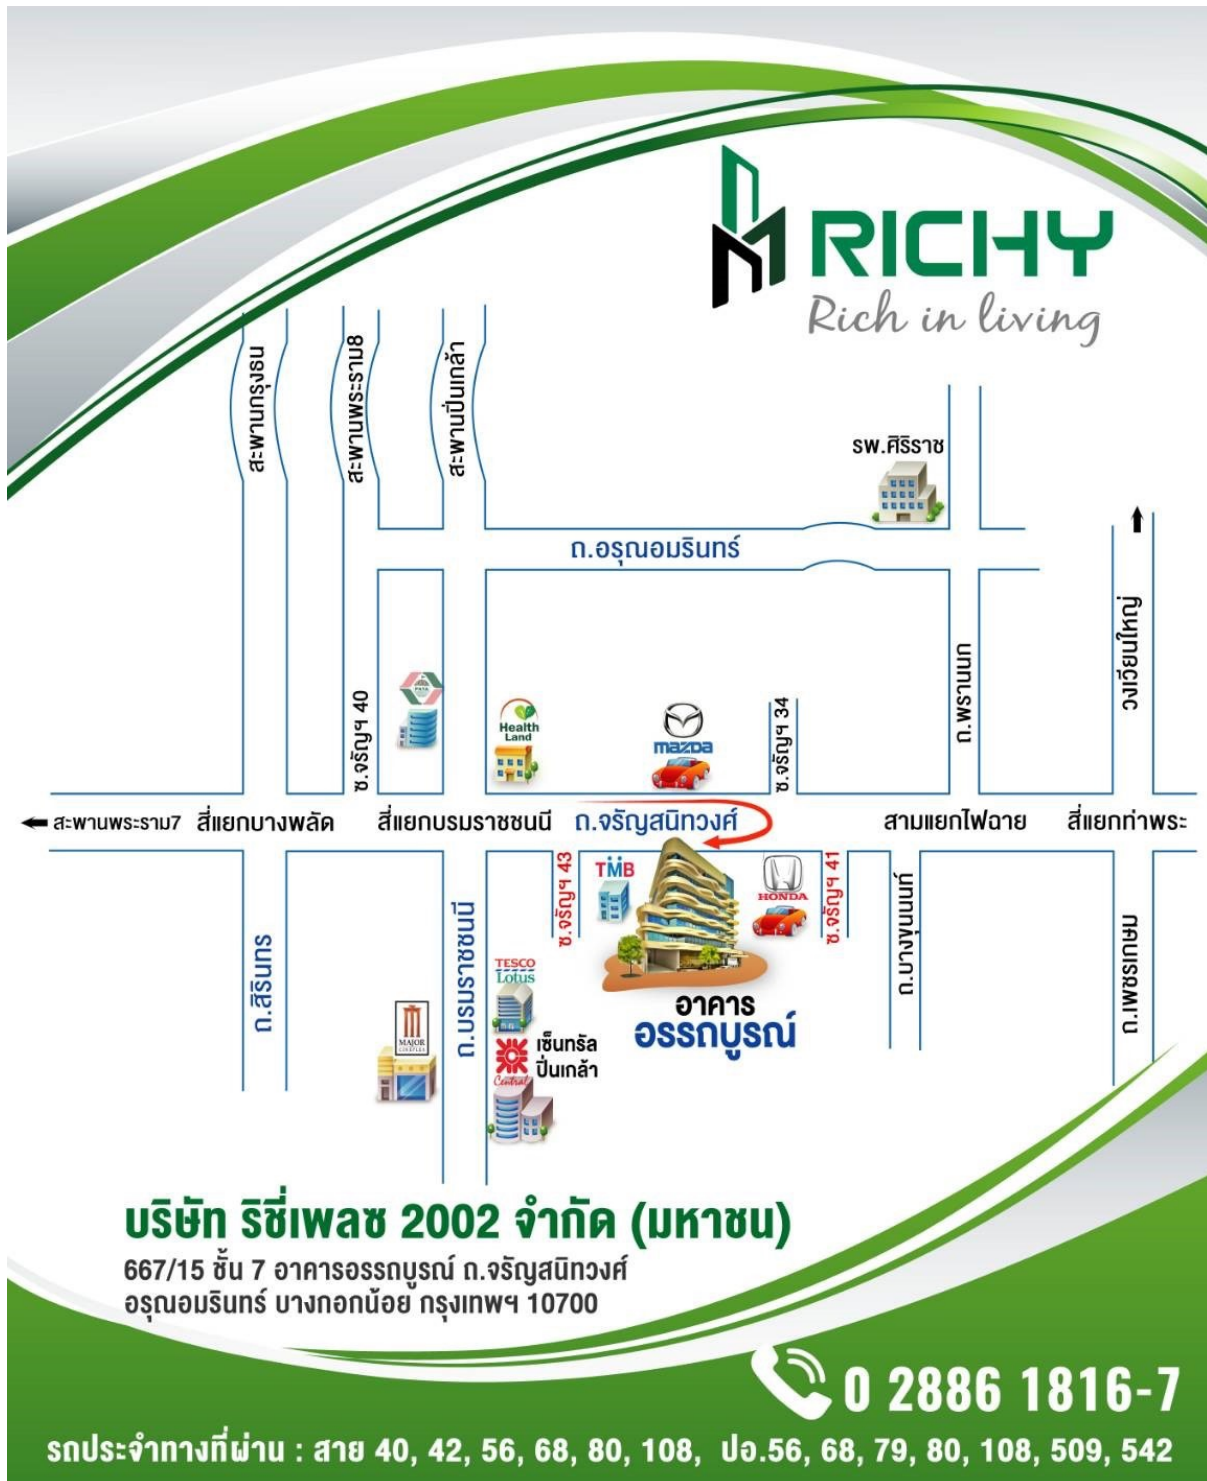 RICHY
Rich in living
สะพานกรุงธน
สะพานพระราม8
สะพานปิ่นเกล้า
รพ.ศิริราช
ถ.อรุณอมรินทร์
วงเวียนใหญ่
ถ.พรานนก
ซ.จรัญฯ 40
PATA
Health
Land
mazda
ซ.จรัญฯ 34
สะพานพระราม7
สี่แยกบางพลัด
สี่แยกบรมราชชนนี
ถ.จรัญสนิทวงศ์
สามแยกไฟฉาย
สี่แยกท่าพระ
ซ.จรัญฯ 43
TMB
HONDA
ซ.จรัญฯ 41
ถ.บางขุนนนท์
ถ.เพชรเกษม
ถ.สิรินทร
ถ.บรมราชชนนี
TESCO
Lotus
MAJOR
CINEPLEX
เซ็นทรัล
ปิ่นเกล้า
Central
อาคาร
อรรถบูรณ์
บริษัท ริชี่เพลซ 2002 จำกัด (มหาชน)
667/15 ชั้น 7 อาคารอรรถบูรณ์ ถ.จรัญสนิทวงศ์
อรุณอมรินทร์ บางกอกน้อย กรุงเทพฯ 10700
0 2886 1816-7
รถประจำทางที่ผ่าน : สาย 40, 42, 56, 68, 80, 108, ปอ.56, 68, 79, 80, 108, 509, 542